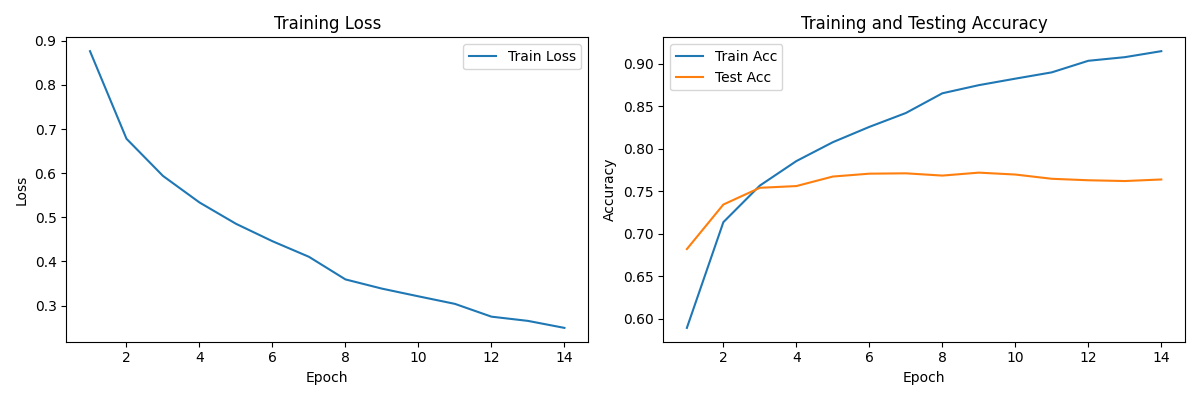 Training Loss
Train Loss
0.9
0.8
0.7
0.6
0.5
0.4
0.3
Loss
2 4 6 8 10 12 14
Epoch
Training and Testing Accuracy
Train Acc
Test Acc
0.90
0.85
0.80
0.75
0.70
0.65
0.60
Accuracy
2 4 6 8 10 12 14
Epoch